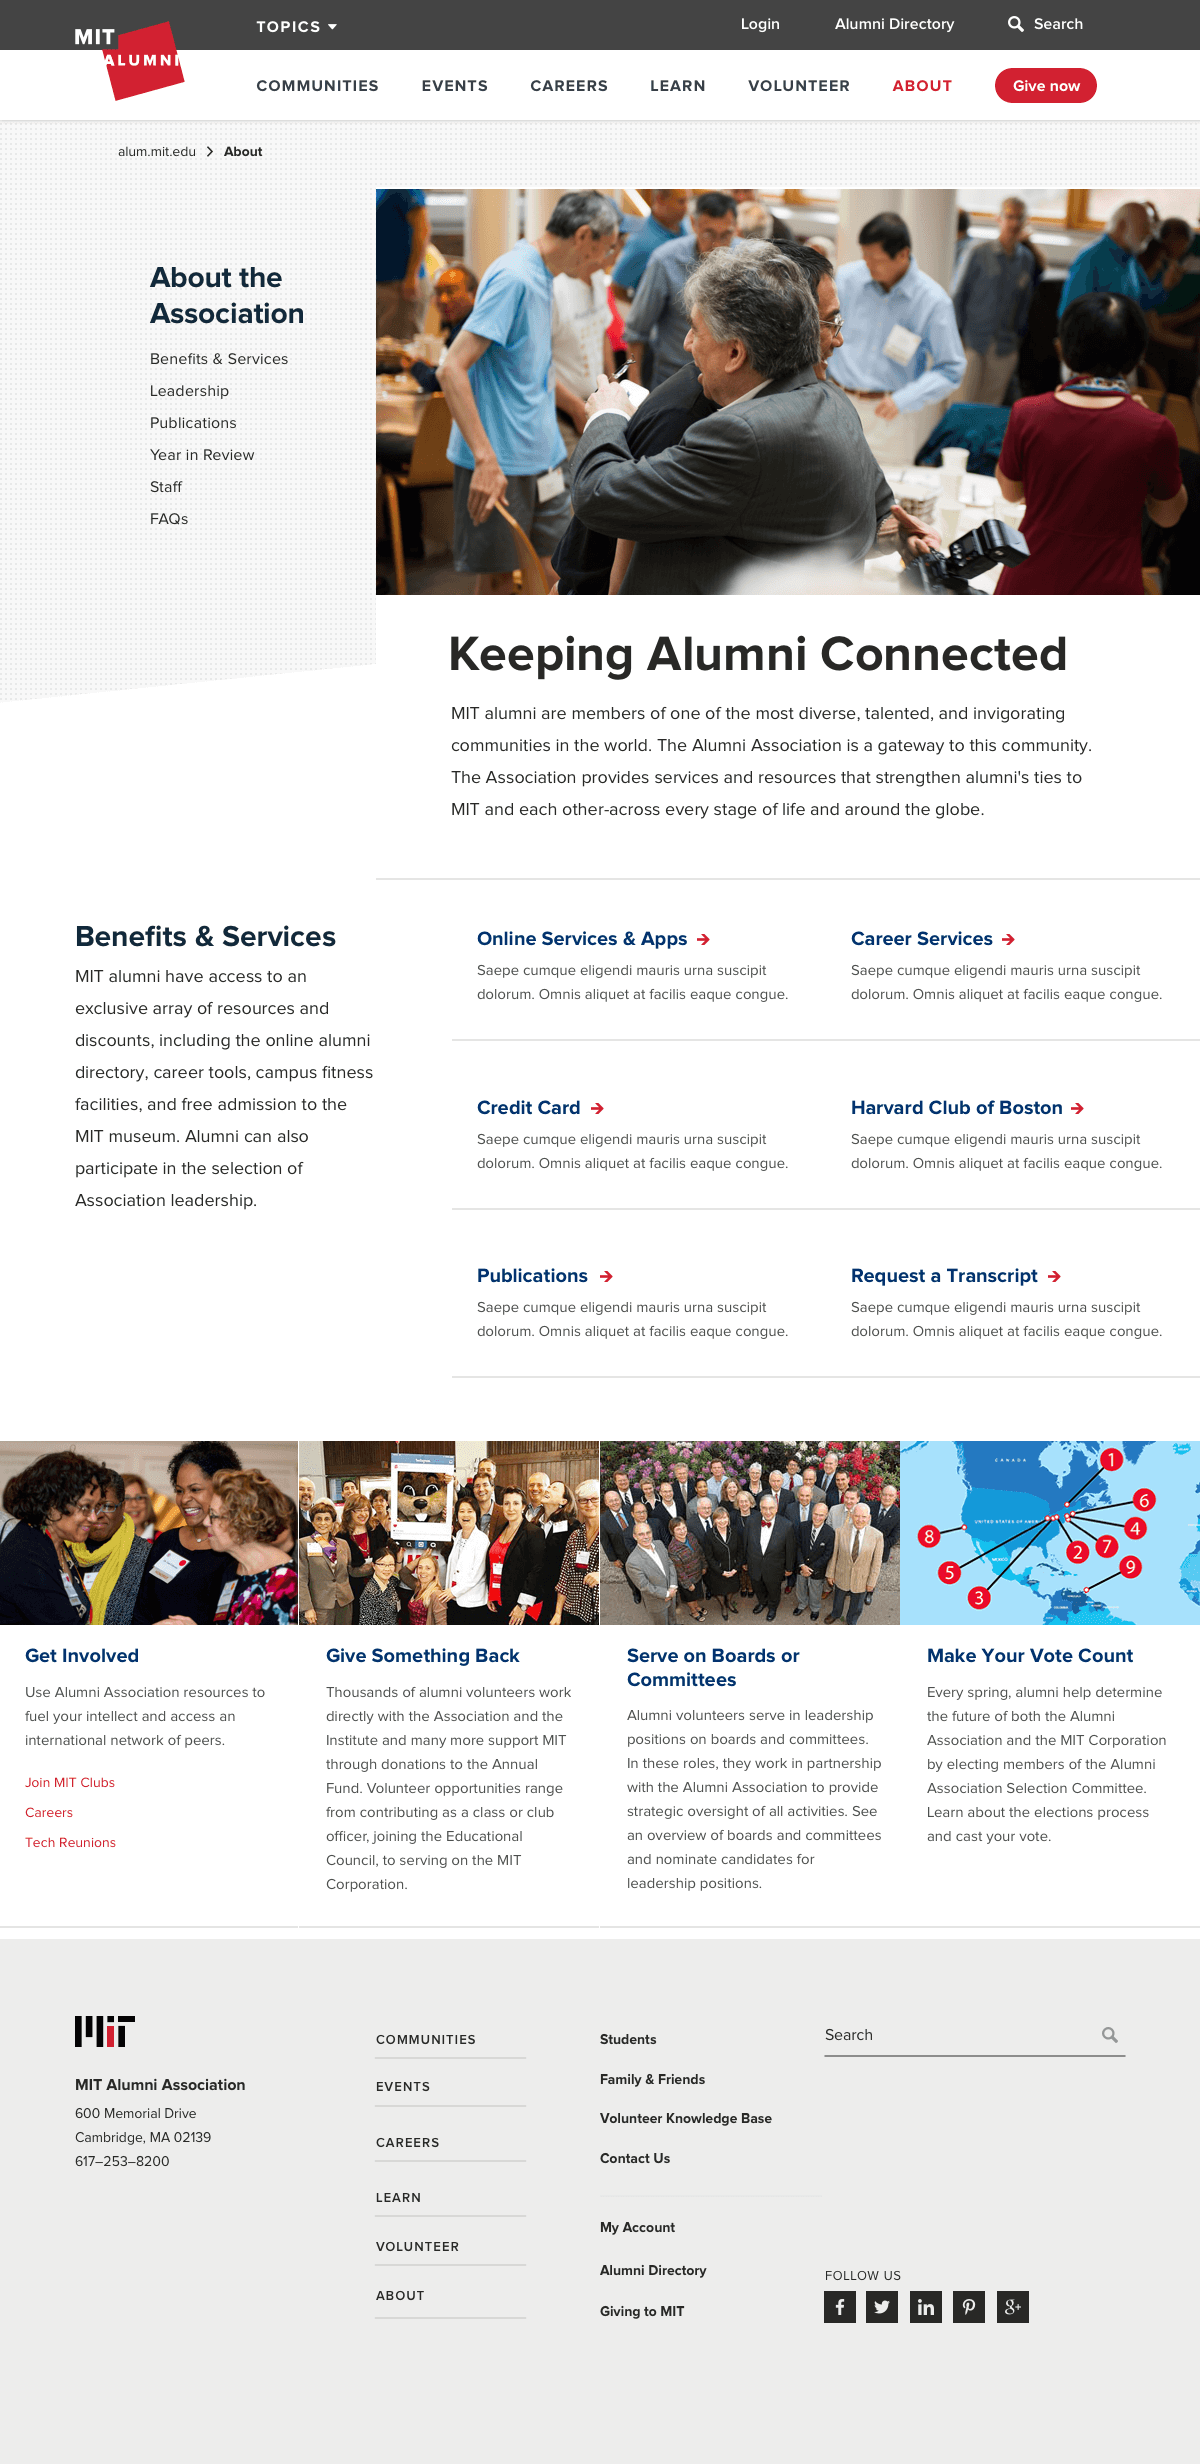 TOPICS
Login
Alumni Directory
Search
MIT
ALUMNI
COMMUNITIES
EVENTS
CAREERS
LEARN
VOLUNTEER
ABOUT
Give now
alum.mit.edu
About
About the
Association
Benefits & Services
Leadership
Publications
Year in Review
Staff
FAQs
Keeping Alumni Connected
MIT alumni are members of one of the most diverse, talented, and invigorating
communities in the world. The Alumni Association is a gateway to this community.
The Association provides services and resources that strengthen alumni's ties to
MIT and each other-across every stage of life and around the globe.
Benefits & Services
MIT alumni have access to an
exclusive array of resources and
discounts, including the online alumni
directory, career tools, campus fitness
facilities, and free admission to the
MIT museum. Alumni can also
participate in the selection of
Association leadership.
Online Services & Apps
Saepe cumque eligendi mauris urna suscipit
dolorum. Omnis aliquet at facilis eaque congue.
Career Services
Saepe cumque eligendi mauris urna suscipit
dolorum. Omnis aliquet at facilis eaque congue.
Credit Card
Saepe cumque eligendi mauris urna suscipit
dolorum. Omnis aliquet at facilis eaque congue.
Harvard Club of Boston
Saepe cumque eligendi mauris urna suscipit
dolorum. Omnis aliquet at facilis eaque congue.
Publications
Saepe cumque eligendi mauris urna suscipit
dolorum. Omnis aliquet at facilis eaque congue.
Request a Transcript
Saepe cumque eligendi mauris urna suscipit
dolorum. Omnis aliquet at facilis eaque congue.
CANADA
UNITED STATES OF AMER
MEXICO
1
6
4
8
7
2
9
5
3
Get Involved
Use Alumni Association resources to
fuel your intellect and access an
international network of peers.
Join MIT Clubs
Careers
Tech Reunions
Give Something Back
Thousands of alumni volunteers work
directly with the Association and the
Institute and many more support MIT
through donations to the Annual
Fund. Volunteer opportunities range
from contributing as a class or club
officer, joining the Educational
Council, to serving on the MIT
Corporation.
Serve on Boards or
Committees
Alumni volunteers serve in leadership
positions on boards and committees.
In these roles, they work in partnership
with the Alumni Association to provide
strategic oversight of all activities. See
an overview of boards and committees
and nominate candidates for
leadership positions.
Make Your Vote Count
Every spring, alumni help determine
the future of both the Alumni
Association and the MIT Corporation
by electing members of the Alumni
Association Selection Committee.
Learn about the elections process
and cast your vote.
MIT
MIT Alumni Association
600 Memorial Drive
Cambridge, MA 02139
617–253–8200
COMMUNITIES
EVENTS
CAREERS
LEARN
VOLUNTEER
ABOUT
Students
Family & Friends
Volunteer Knowledge Base
Contact Us
My Account
Alumni Directory
Giving to MIT
Search
FOLLOW US